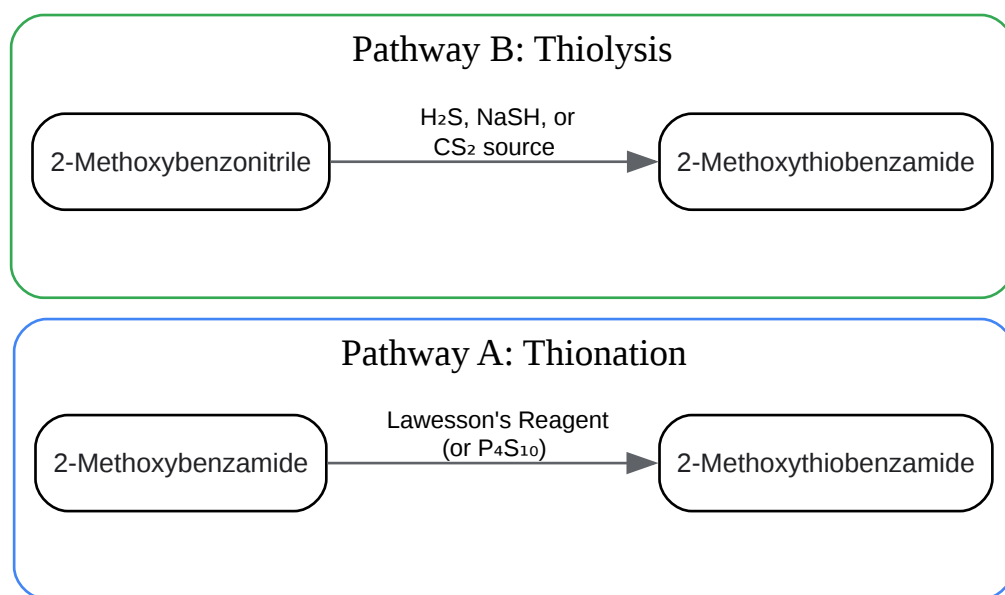 Pathway B: Thiolysis
H₂S, NaSH, or
CS₂ source
2-Methoxybenzonitrile
2-Methoxythiobenzamide
Pathway A: Thionation
Lawesson's Reagent
(or P₄S₁₀)
2-Methoxybenzamide
2-Methoxythiobenzamide